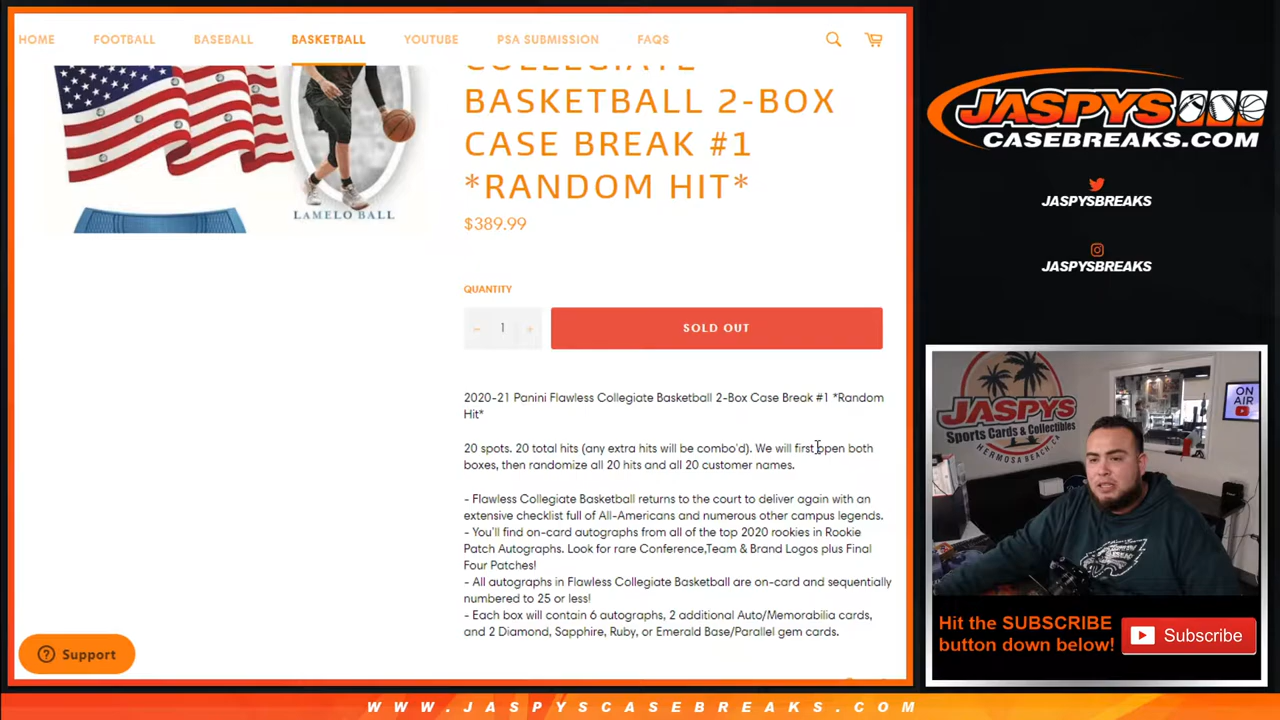 HOME FOOTBALL BASEBALL BASKETBALL YOUTUBE PSA SUBMISSION FAQS
LAMELO BALL
COLLEGIATE
BASKETBALL 2-BOX
CASE BREAK #1
*RANDOM HIT*
$389.99
QUANTITY
− 1 +
SOLD OUT
2020-21 Panini Flawless Collegiate Basketball 2-Box Case Break #1 *Random
Hit*
20 spots. 20 total hits (any extra hits will be combo'd). We will first open both
boxes, then randomize all 20 hits and all 20 customer names.
- Flawless Collegiate Basketball returns to the court to deliver again with an
extensive checklist full of All-Americans and numerous other campus legends.
- You'll find on-card autographs from all of the top 2020 rookies in Rookie
Patch Autographs. Look for rare Conference,Team & Brand Logos plus Final
Four Patches!
- All autographs in Flawless Collegiate Basketball are on-card and sequentially
numbered to 25 or less!
- Each box will contain 6 autographs, 2 additional Auto/Memorabilia cards,
and 2 Diamond, Sapphire, Ruby, or Emerald Base/Parallel gem cards.
Support
JASPYS
CASEBREAKS.COM
JASPYSBREAKS
JASPYSBREAKS
JASPYS
Sports Cards & Collectibles
HERMOSA BEACH.
ON
AIR
Hit the SUBSCRIBE
button down below!
Subscribe
WWW.JASPYSCASEBREAKS.COM